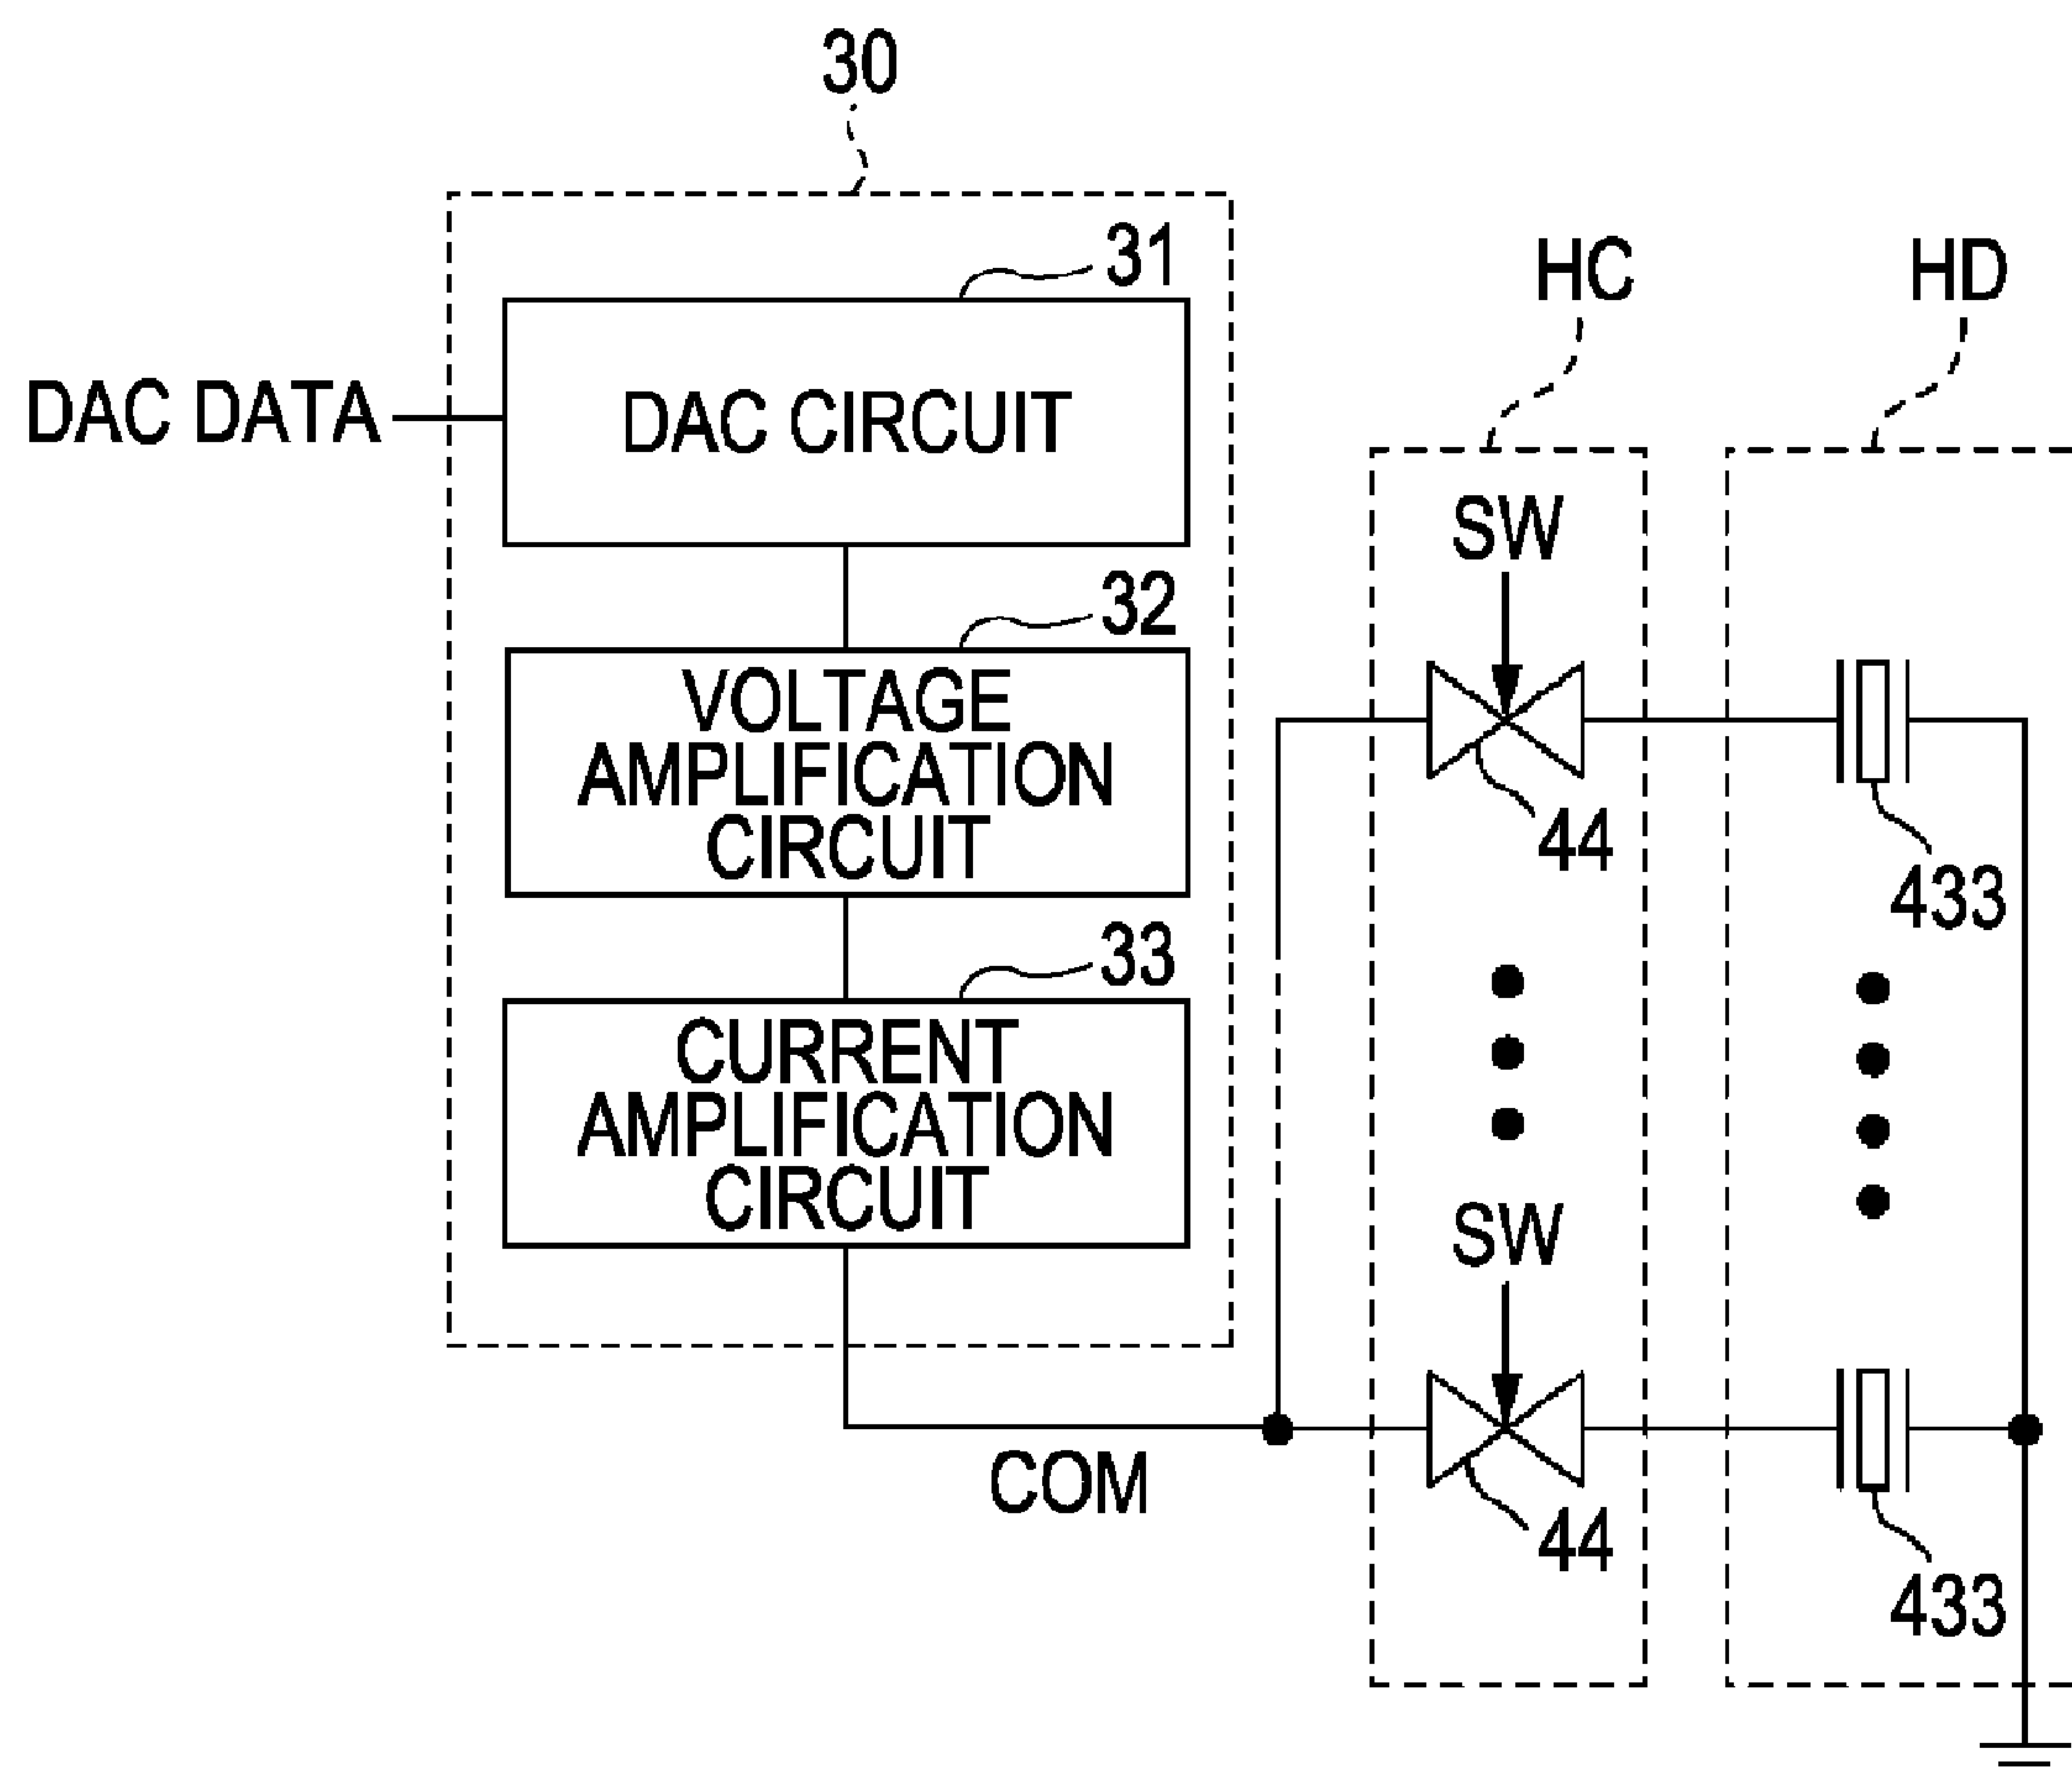 30
31
HC
HD
DAC DATA
DAC CIRCUIT
SW
32
VOLTAGE
AMPLIFICATION
CIRCUIT
44
433
33
CURRENT
AMPLIFICATION
CIRCUIT
SW
COM
44
433